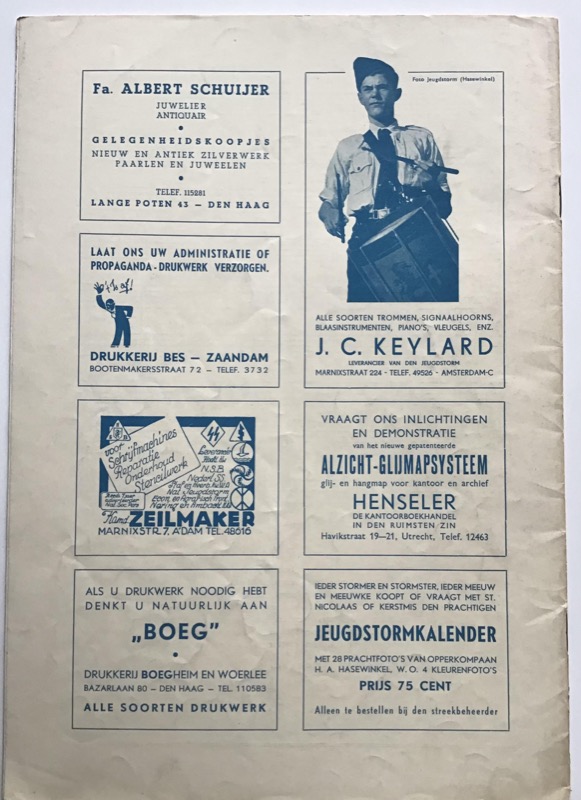 Fa. ALBERT SCHUIJER
JUWELIER
ANTIQUAIR
•
GELEGENHEIDSKOOPJES
NIEUW EN ANTIEK ZILVERWERK
PAARLEN EN JUWEELEN
•
TELEF. 115281
LANGE POTEN 43 — DEN HAAG
Foto Jeugdstorm (Hasewinkel)
ALLE SOORTEN TROMMEN, SIGNAALHOORNS,
BLAASINSTRUMENTEN, PIANO'S, VLEUGELS, ENZ.
J. C. KEYLARD
LEVERANCIER VAN DEN JEUGDSTORM
MARNIXSTRAAT 224 - TELEF. 49526 - AMSTERDAM-C
LAAT ONS UW ADMINISTRATIE OF
PROPAGANDA-DRUKWERK VERZORGEN.
't Is af!
DRUKKERIJ BES — ZAANDAM
BOOTENMAKERSSTRAAT 72 — TELEF. 3732
voor
Schrijfmachines
Reparatie
Onderhoud
Stencilwerk
Leverancier
N.S.B.
Nederl SS
Nat. Jeugdstorm
ZEILMAKER
MARNIXSTR. 7, A'DAM TEL. 48616
VRAAGT ONS INLICHTINGEN
EN DEMONSTRATIE
van het nieuwe gepatenteerde
ALZICHT-GLIJMAPSYSTEEM
glij- en hangmap voor kantoor en archief
HENSELER
DE KANTOORBOEKHANDEL
IN DEN RUIMSTEN ZIN
Havikstraat 19—21, Utrecht, Telef. 12463
ALS U DRUKWERK NOODIG HEBT
DENKT U NATUURLIJK AAN
„BOEG"
•
DRUKKERIJ BOEGHEIM EN WOERLEE
BAZARLAAN 80 - DEN HAAG - TEL. 110583
ALLE SOORTEN DRUKWERK
IEDER STORMER EN STORMSTER, IEDER MEEUW
EN MEEUWKE KOOPT OF VRAAGT MET ST.
NICOLAAS OF KERSTMIS DEN PRACHTIGEN
JEUGDSTORMKALENDER
MET 28 PRACHTFOTO'S VAN OPPERKOMPAAN
H. A. HASEWINKEL, W. O. 4 KLEURENFOTO'S
PRIJS 75 CENT
Alleen te bestellen bij den streekbeheerder